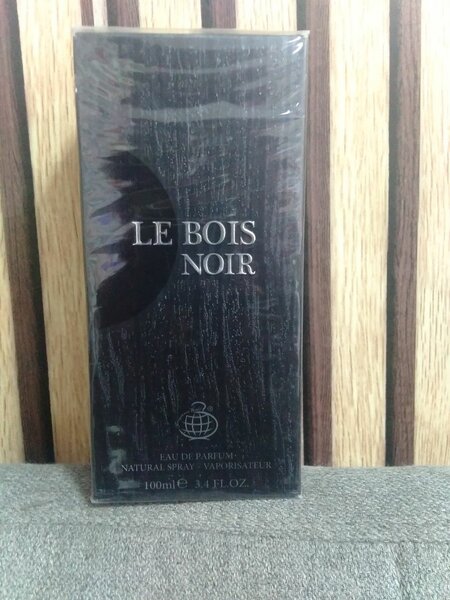 LE BOIS
NOIR
EAU DE PARFUM
NATURAL SPRAY - VAPORISATEUR
100ml℮ 3.4 FL.OZ.